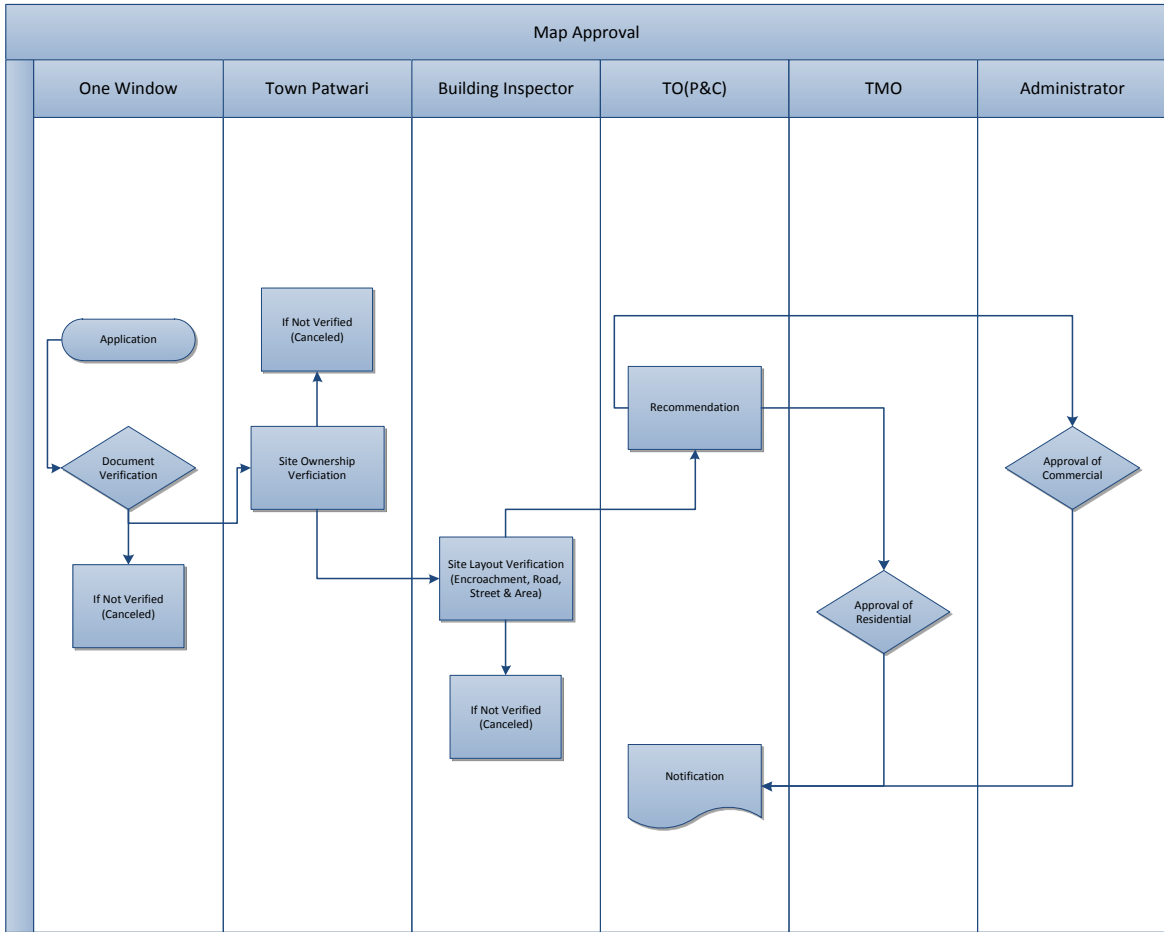 Map Approval
One Window
Town Patwari
Building Inspector
TO(P&C)
TMO
Administrator
If Not Verified
(Canceled)
Application
Recommendation
Document
Verification
Site Ownership
Verficiation
Approval of
Commercial
Site Layout Verification
(Encroachment, Road,
Street & Area)
If Not Verified
(Canceled)
Approval of
Residential
If Not Verified
(Canceled)
Notification